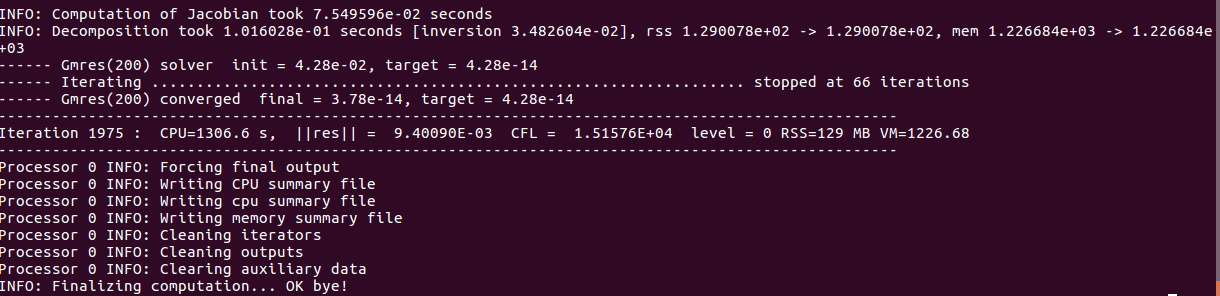 INFO: Computation of Jacobian took 7.549596e-02 seconds
INFO: Decomposition took 1.016028e-01 seconds [inversion 3.482604e-02], rss 1.290078e+02 -> 1.290078e+02, mem 1.226684e+03 -> 1.226684e
+03
------ Gmres(200) solver  init = 4.28e-02, target = 4.28e-14
------ Iterating .................................................................. stopped at 66 iterations
------ Gmres(200) converged  final = 3.78e-14, target = 4.28e-14
----------------------------------------------------------------------------------------------------
Iteration 1975 :  CPU=1306.6 s,  ||res|| =  9.40090E-03  CFL =  1.51576E+04  level = 0 RSS=129 MB VM=1226.68
----------------------------------------------------------------------------------------------------
Processor 0 INFO: Forcing final output
Processor 0 INFO: Writing CPU summary file
Processor 0 INFO: Writing cpu summary file
Processor 0 INFO: Writing memory summary file
Processor 0 INFO: Cleaning iterators
Processor 0 INFO: Cleaning outputs
Processor 0 INFO: Clearing auxiliary data
INFO: Finalizing computation... OK bye!